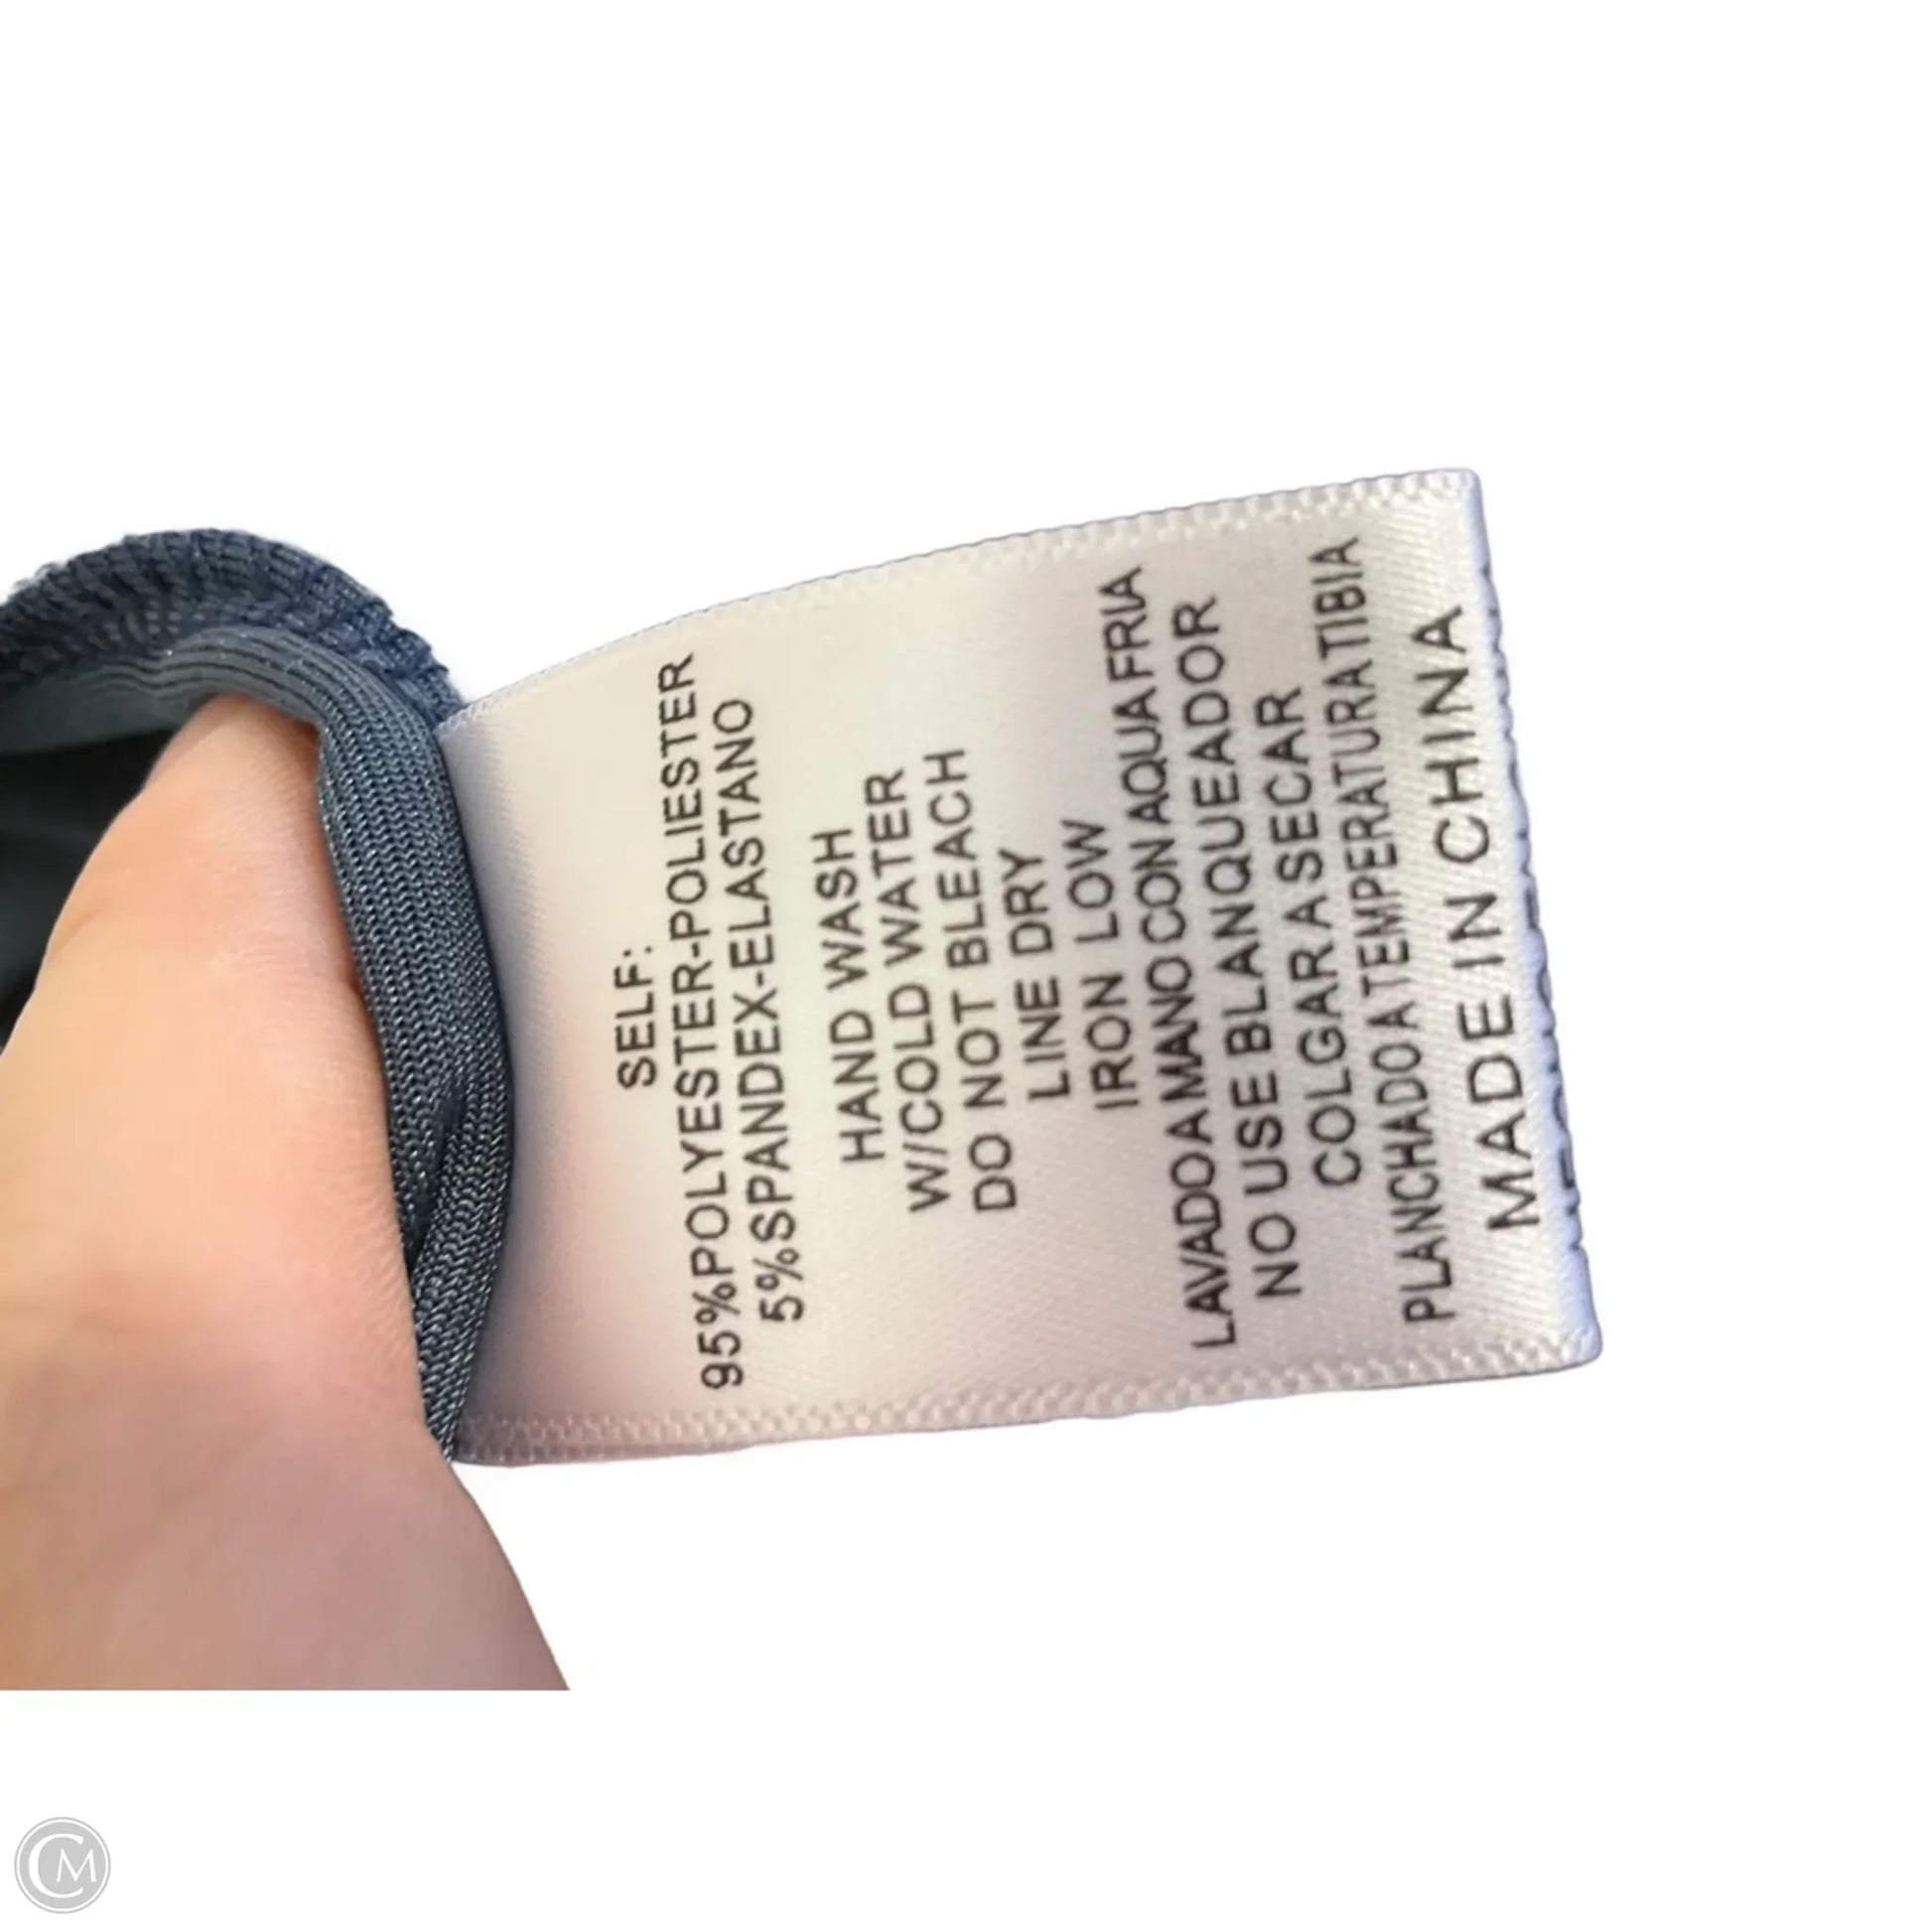 SELF:
95%POLYESTER-POLIESTER
5%SPANDEX-ELASTANO
HAND WASH
W/COLD WATER
DO NOT BLEACH
LINE DRY
IRON LOW
LAVADO A MANO CON AQUA FRIA
NO USE BLANQUEADOR
COLGAR A SECAR
PLANCHADO A TEMPERATURA TIBIA
MADE IN CHINA
CM